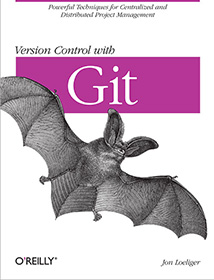 Powerful Techniques for Centralized and
Distributed Project Management
Version Control with
Git
O'REILLY
Jon Loeliger